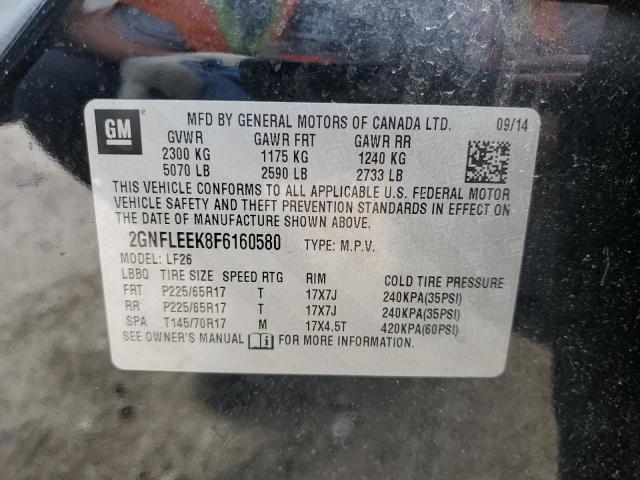 GM
MFD BY GENERAL MOTORS OF CANADA LTD. 09/14
GVWR GAWR FRT GAWR RR
2300 KG 1175 KG 1240 KG
5070 LB 2590 LB 2733 LB
THIS VEHICLE CONFORMS TO ALL APPLICABLE U.S. FEDERAL MOTOR
VEHICLE SAFETY AND THEFT PREVENTION STANDARDS IN EFFECT ON
THE DATE OF MANUFACTURE SHOWN ABOVE.
2GNFLEEK8F6160580 TYPE: M.P.V.
MODEL: LF26
LBBQ TIRE SIZE SPEED RTG RIM COLD TIRE PRESSURE
FRT P225/65R17 T 17X7J 240KPA(35PSI)
RR P225/65R17 T 17X7J 240KPA(35PSI)
SPA T145/70R17 M 17X4.5T 420KPA(60PSI)
SEE OWNER'S MANUAL FOR MORE INFORMATION.